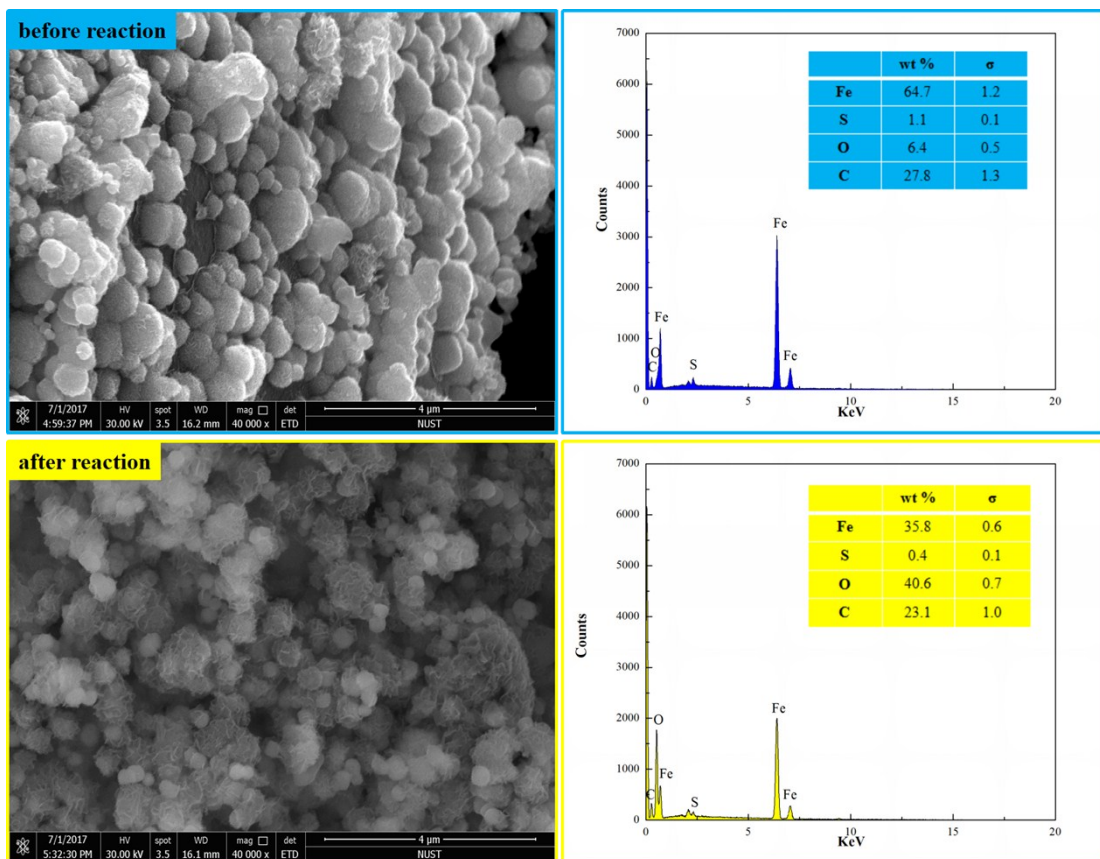 before reaction
7/1/2017 HV spot WD mag □ det 4 μm
4:59:37 PM 30.00 kV 3.5 16.2 mm 40 000 x ETD NUST
7000
6000
5000
4000
3000
2000
1000
0
Counts
0 5 10 15 20
KeV
Fe
Fe
Fe
O
C
S
wt % σ
Fe 64.7 1.2
S 1.1 0.1
O 6.4 0.5
C 27.8 1.3
after reaction
7/1/2017 HV spot WD mag □ det 4 μm
5:32:30 PM 30.00 kV 3.5 16.1 mm 40 000 x ETD NUST
7000
6000
5000
4000
3000
2000
1000
0
Counts
0 5 10 15 20
KeV
O
Fe
C
S
Fe
Fe
wt % σ
Fe 35.8 0.6
S 0.4 0.1
O 40.6 0.7
C 23.1 1.0